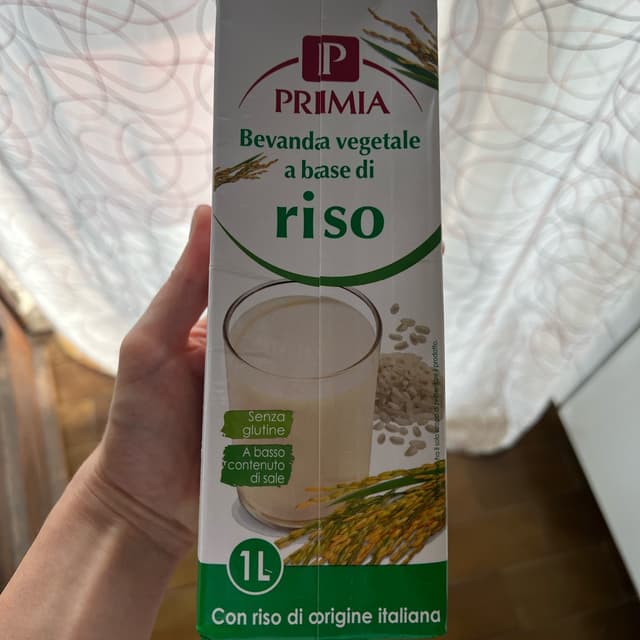 P
PRIMIA
Bevanda vegetale
a base di
riso
Senza
glutine
A basso
contenuto
di sale
1L
Con riso di origine italiana